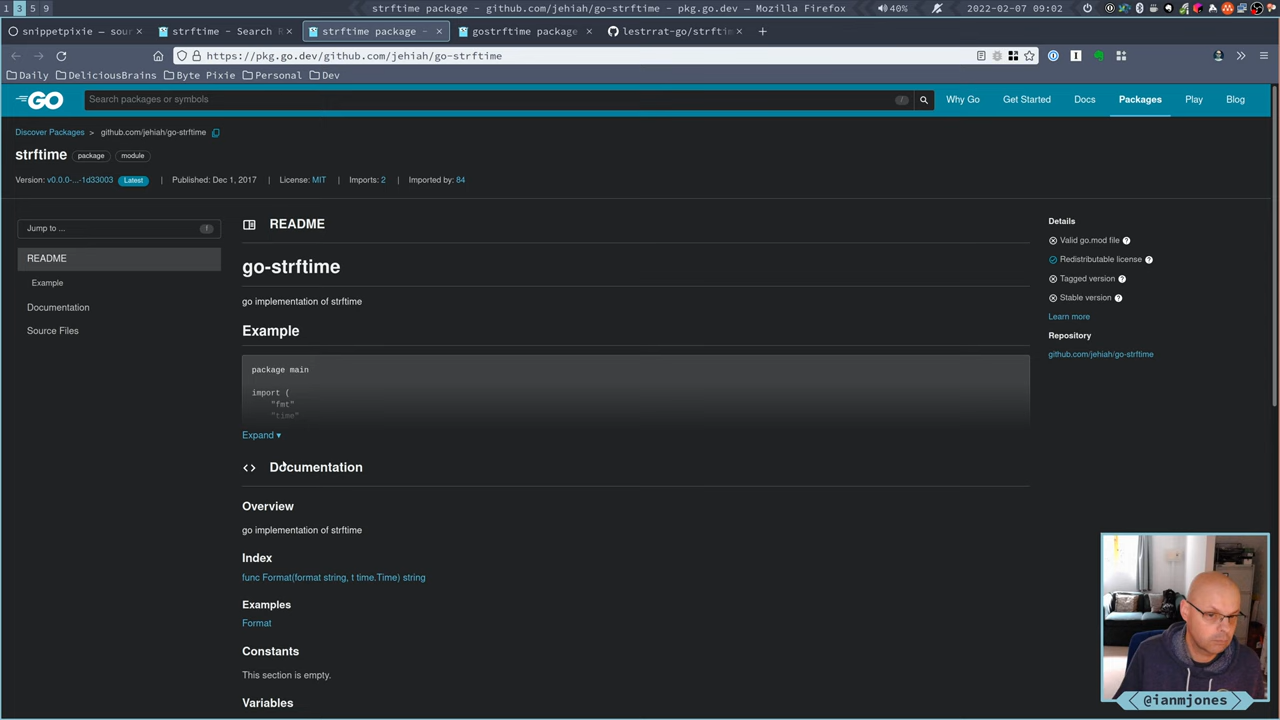 1 3 5 9
strftime package - github.com/jehiah/go-strftime - pkg.go.dev — Mozilla Firefox
40%
2022-02-07 09:02
snippetpixie — sour
strftime - Search R
strftime package -
gostrftime package
lestrrat-go/strftim
https://pkg.go.dev/github.com/jehiah/go-strftime
Daily
DeliciousBrains
Byte Pixie
Personal
Dev
GO
Search packages or symbols
/
Why Go
Get Started
Docs
Packages
Play
Blog
Discover Packages > github.com/jehiah/go-strftime
strftime package module
Version: v0.0.0-...-1d33003 Latest | Published: Dec 1, 2017 | License: MIT | Imports: 2 | Imported by: 84
Jump to ... f
README
Example
Documentation
Source Files
README
go-strftime
go implementation of strftime
Example
package main
import (
"fmt"
"time"
Expand ▾
<> Documentation
Overview
go implementation of strftime
Index
func Format(format string, t time.Time) string
Examples
Format
Constants
This section is empty.
Variables
Details
Valid go.mod file ?
Redistributable license ?
Tagged version ?
Stable version ?
Learn more
Repository
github.com/jehiah/go-strftime
@ianmjones